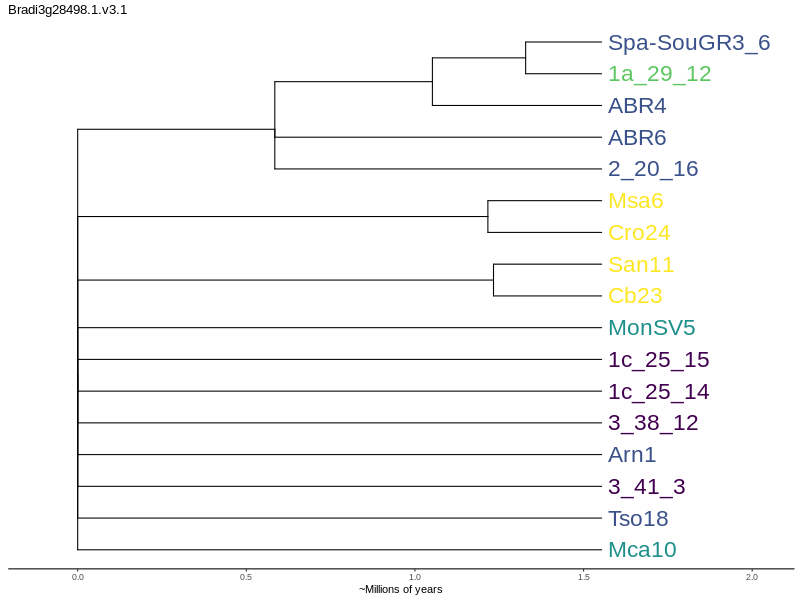 Bradi3g28498.1.v3.1
Spa-SouGR3_6
1a_29_12
ABR4
ABR6
2_20_16
Msa6
Cro24
San11
Cb23
MonSV5
1c_25_15
1c_25_14
3_38_12
Arn1
3_41_3
Tso18
Mca10
0.0 0.5 1.0 1.5 2.0
~Millions of years